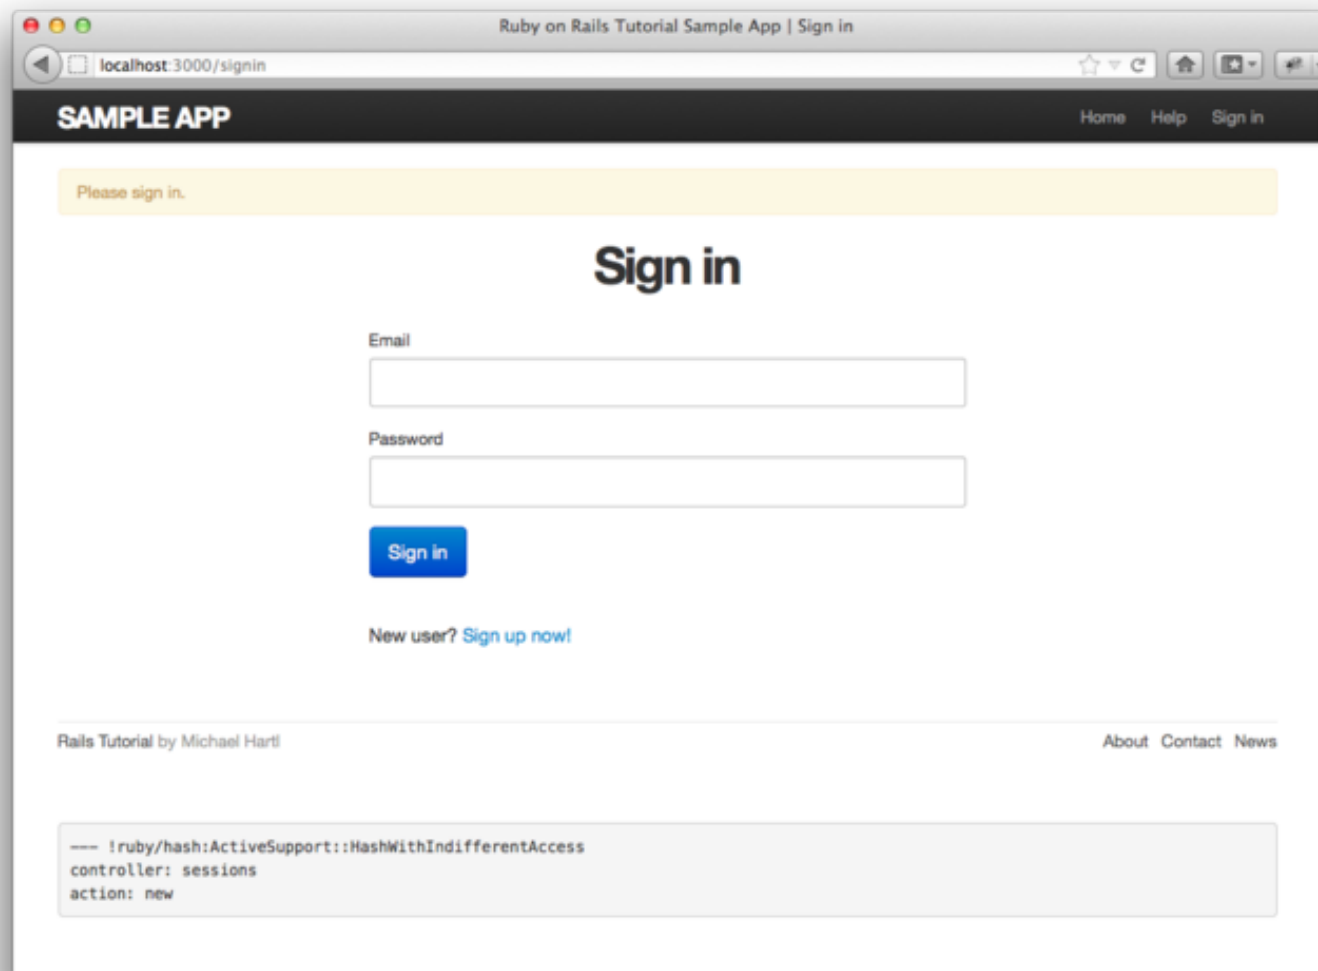 Ruby on Rails Tutorial Sample App | Sign in
localhost:3000/signin
SAMPLE APP Home Help Sign in
Please sign in.
Sign in
Email
Password
Sign in
New user? Sign up now!
Rails Tutorial by Michael Hartl About Contact News
--- !ruby/hash:ActiveSupport::HashWithIndifferentAccess
controller: sessions
action: new